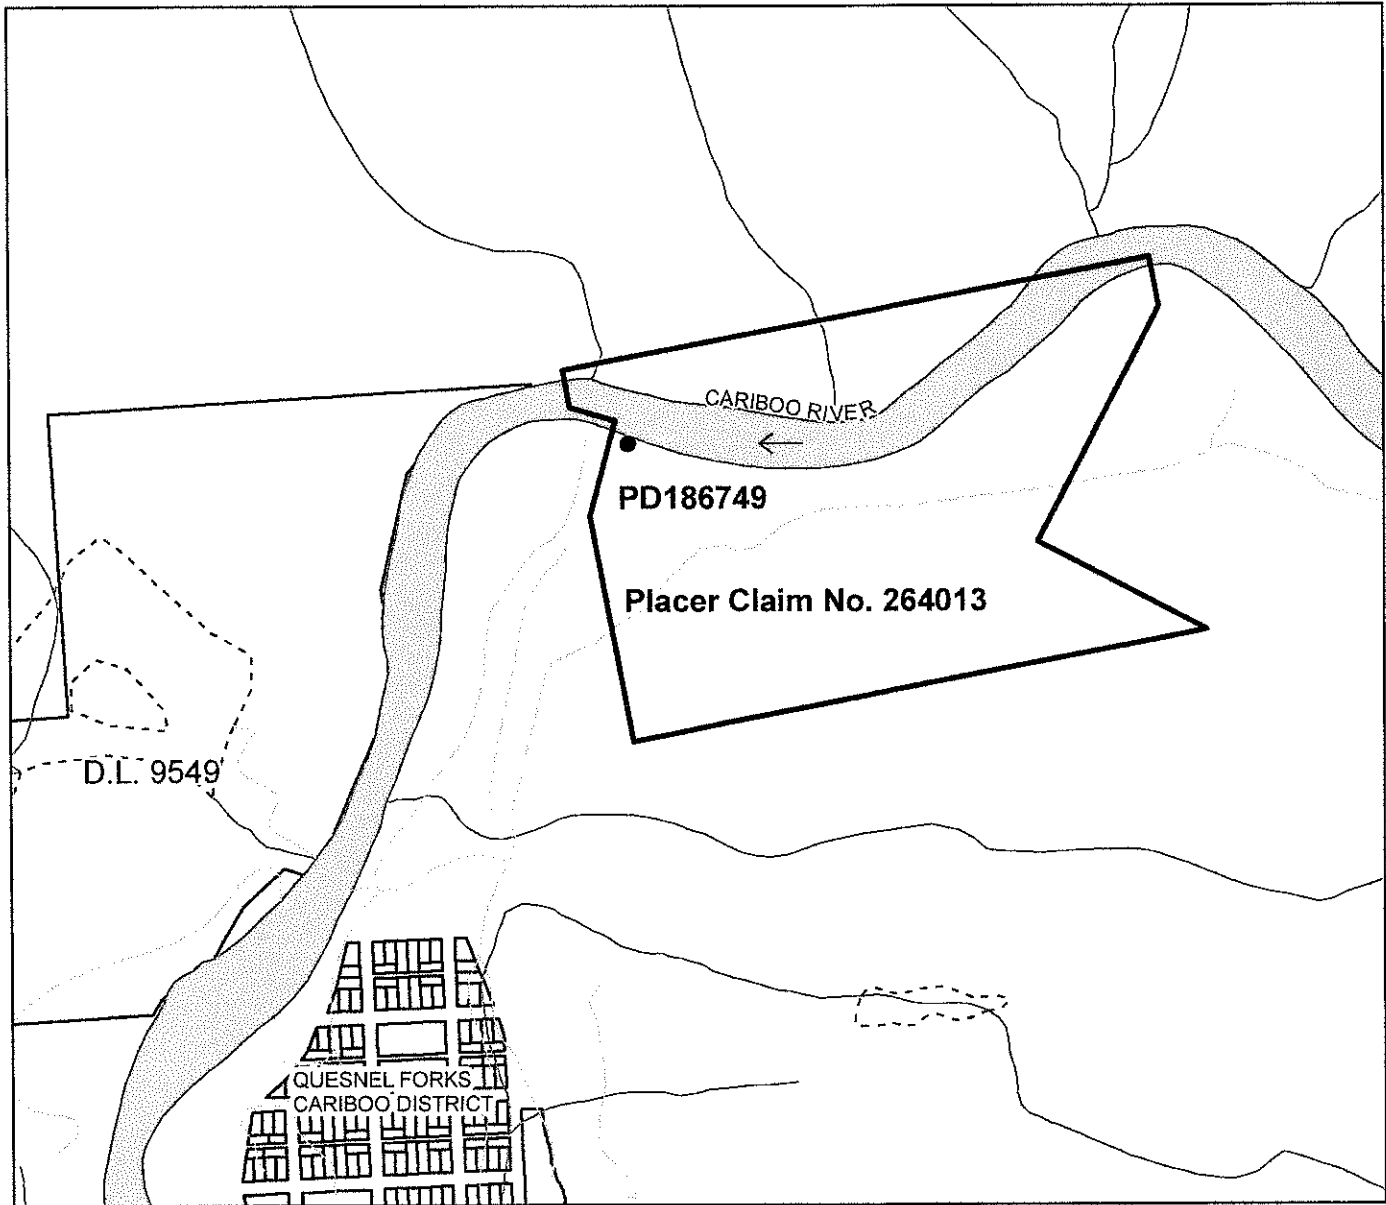 CARIBOO RIVER
PD186749
Placer Claim No. 264013
D.L. 9549
QUESNEL FORKS
CARIBOO DISTRICT